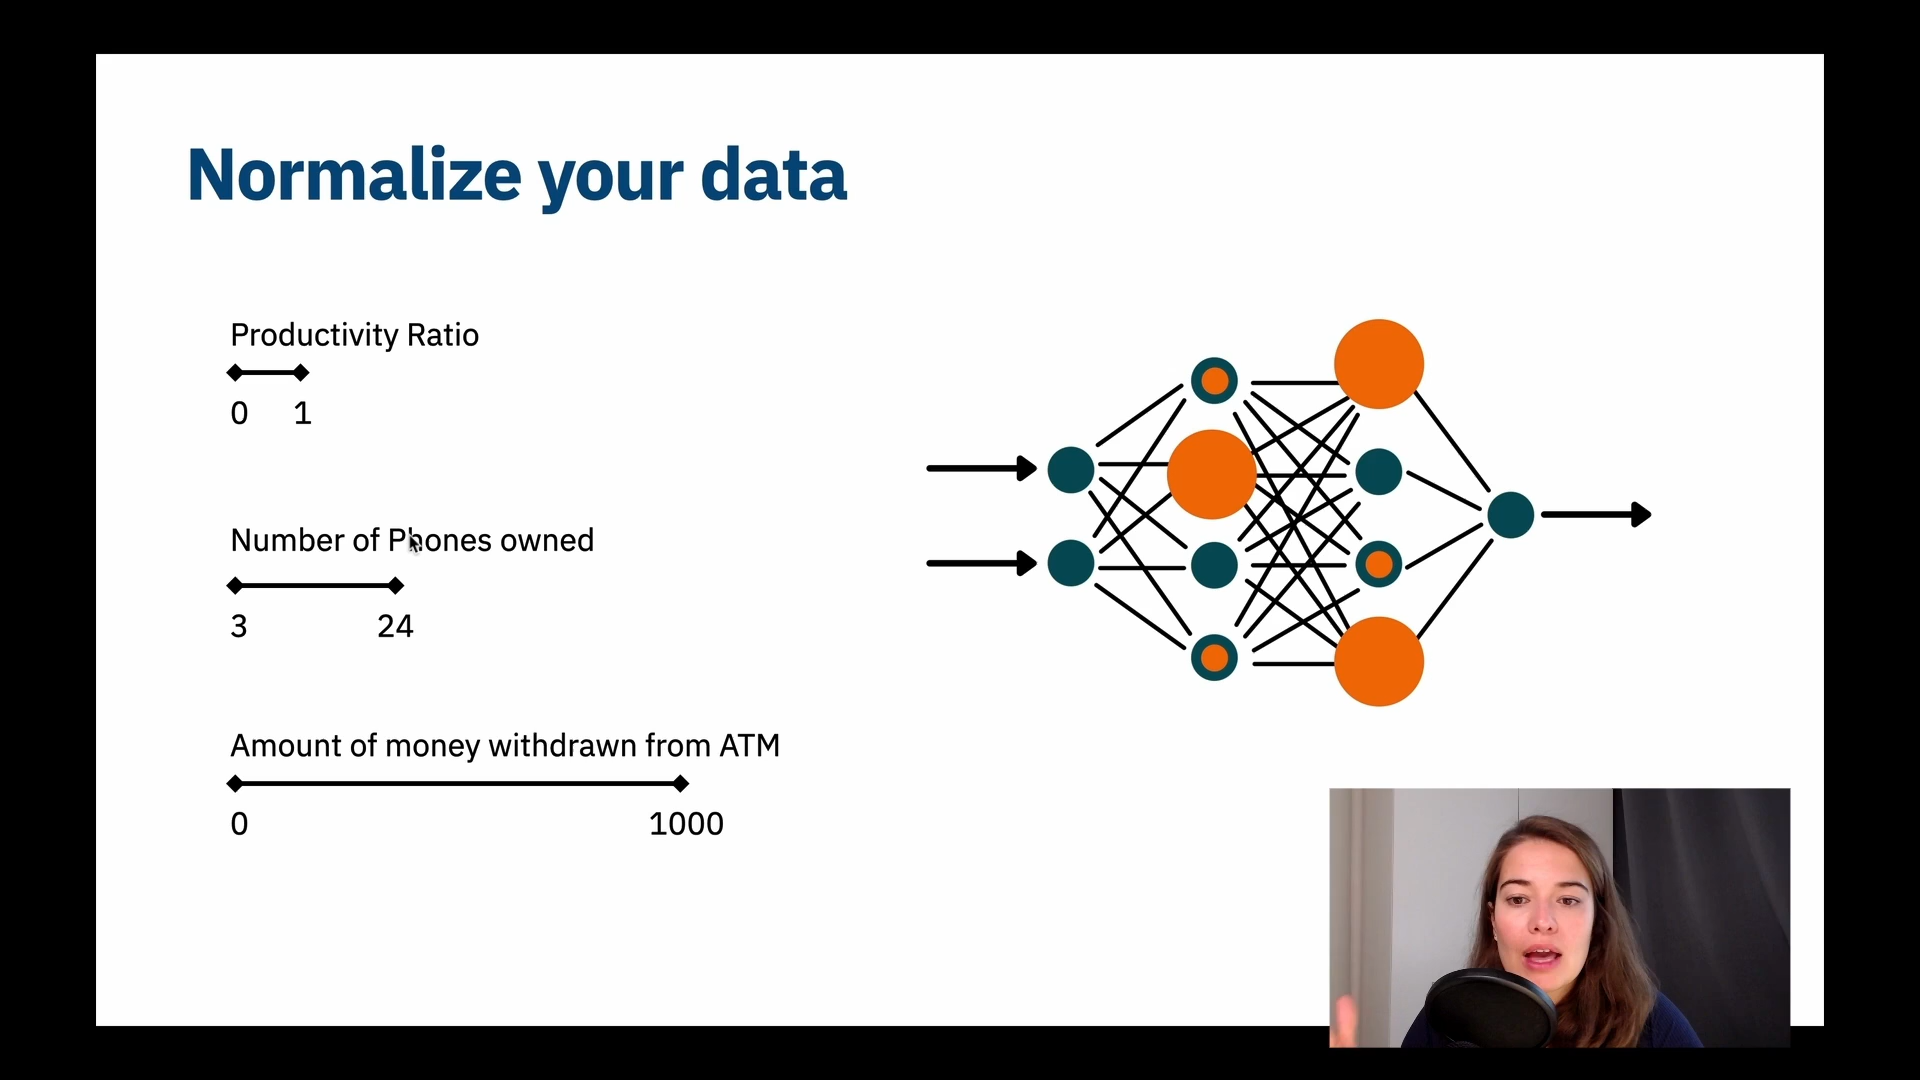 Normalize your data
Productivity Ratio
0 1
Number of Phones owned
3 24
Amount of money withdrawn from ATM
0 1000